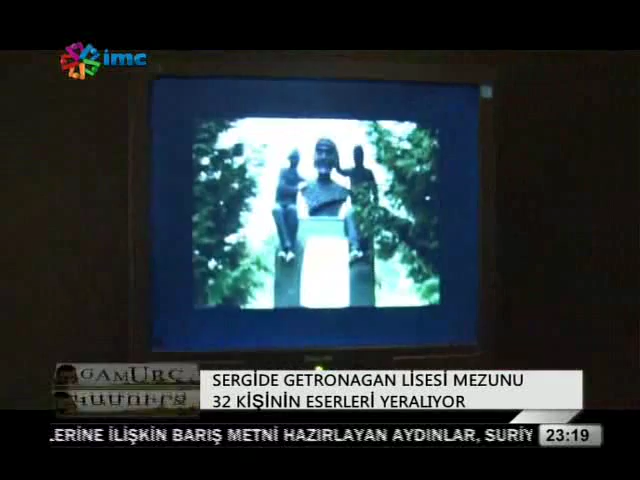 imc
GAMURÇ
SERGİDE GETRONAGAN LİSESİ MEZUNU
32 KİŞİNİN ESERLERİ YERALIYOR
LERİNE İLİŞKİN BARIŞ METNİ HAZIRLAYAN AYDINLAR, SURİY
23:19